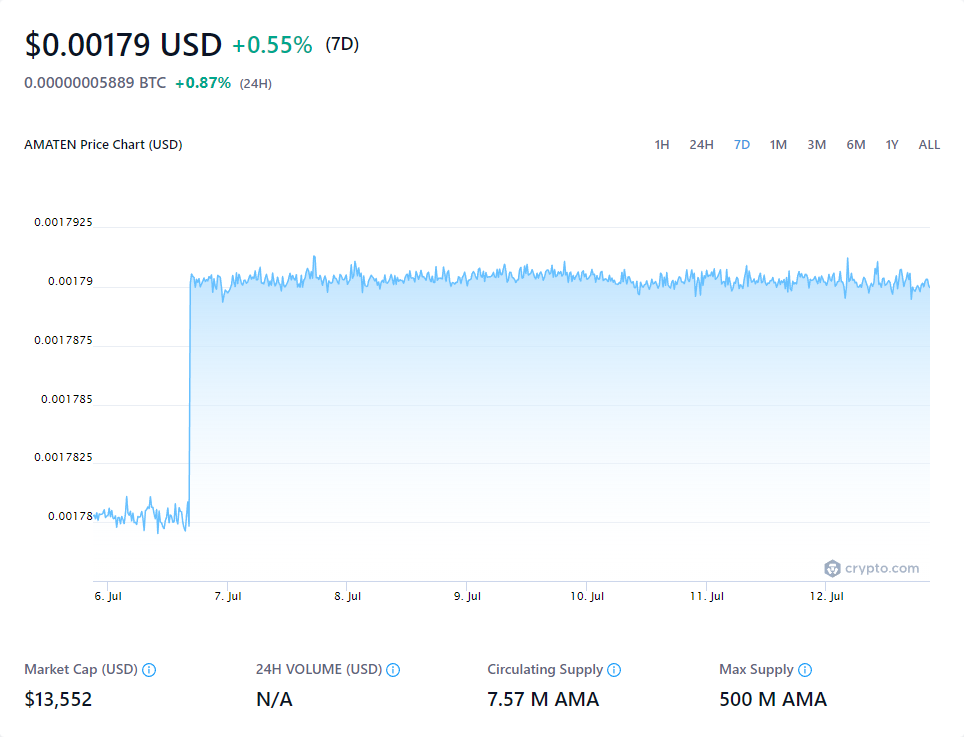 $0.00179 USD +0.55% (7D)
0.00000005889 BTC +0.87% (24H)
AMATEN Price Chart (USD) 1H 24H 7D 1M 3M 6M 1Y ALL
0.0017925
0.00179
0.0017875
0.001785
0.0017825
0.00178
crypto.com
6. Jul 7. Jul 8. Jul 9. Jul 10. Jul 11. Jul 12. Jul
Market Cap (USD) 24H VOLUME (USD) Circulating Supply Max Supply
$13,552 N/A 7.57 M AMA 500 M AMA